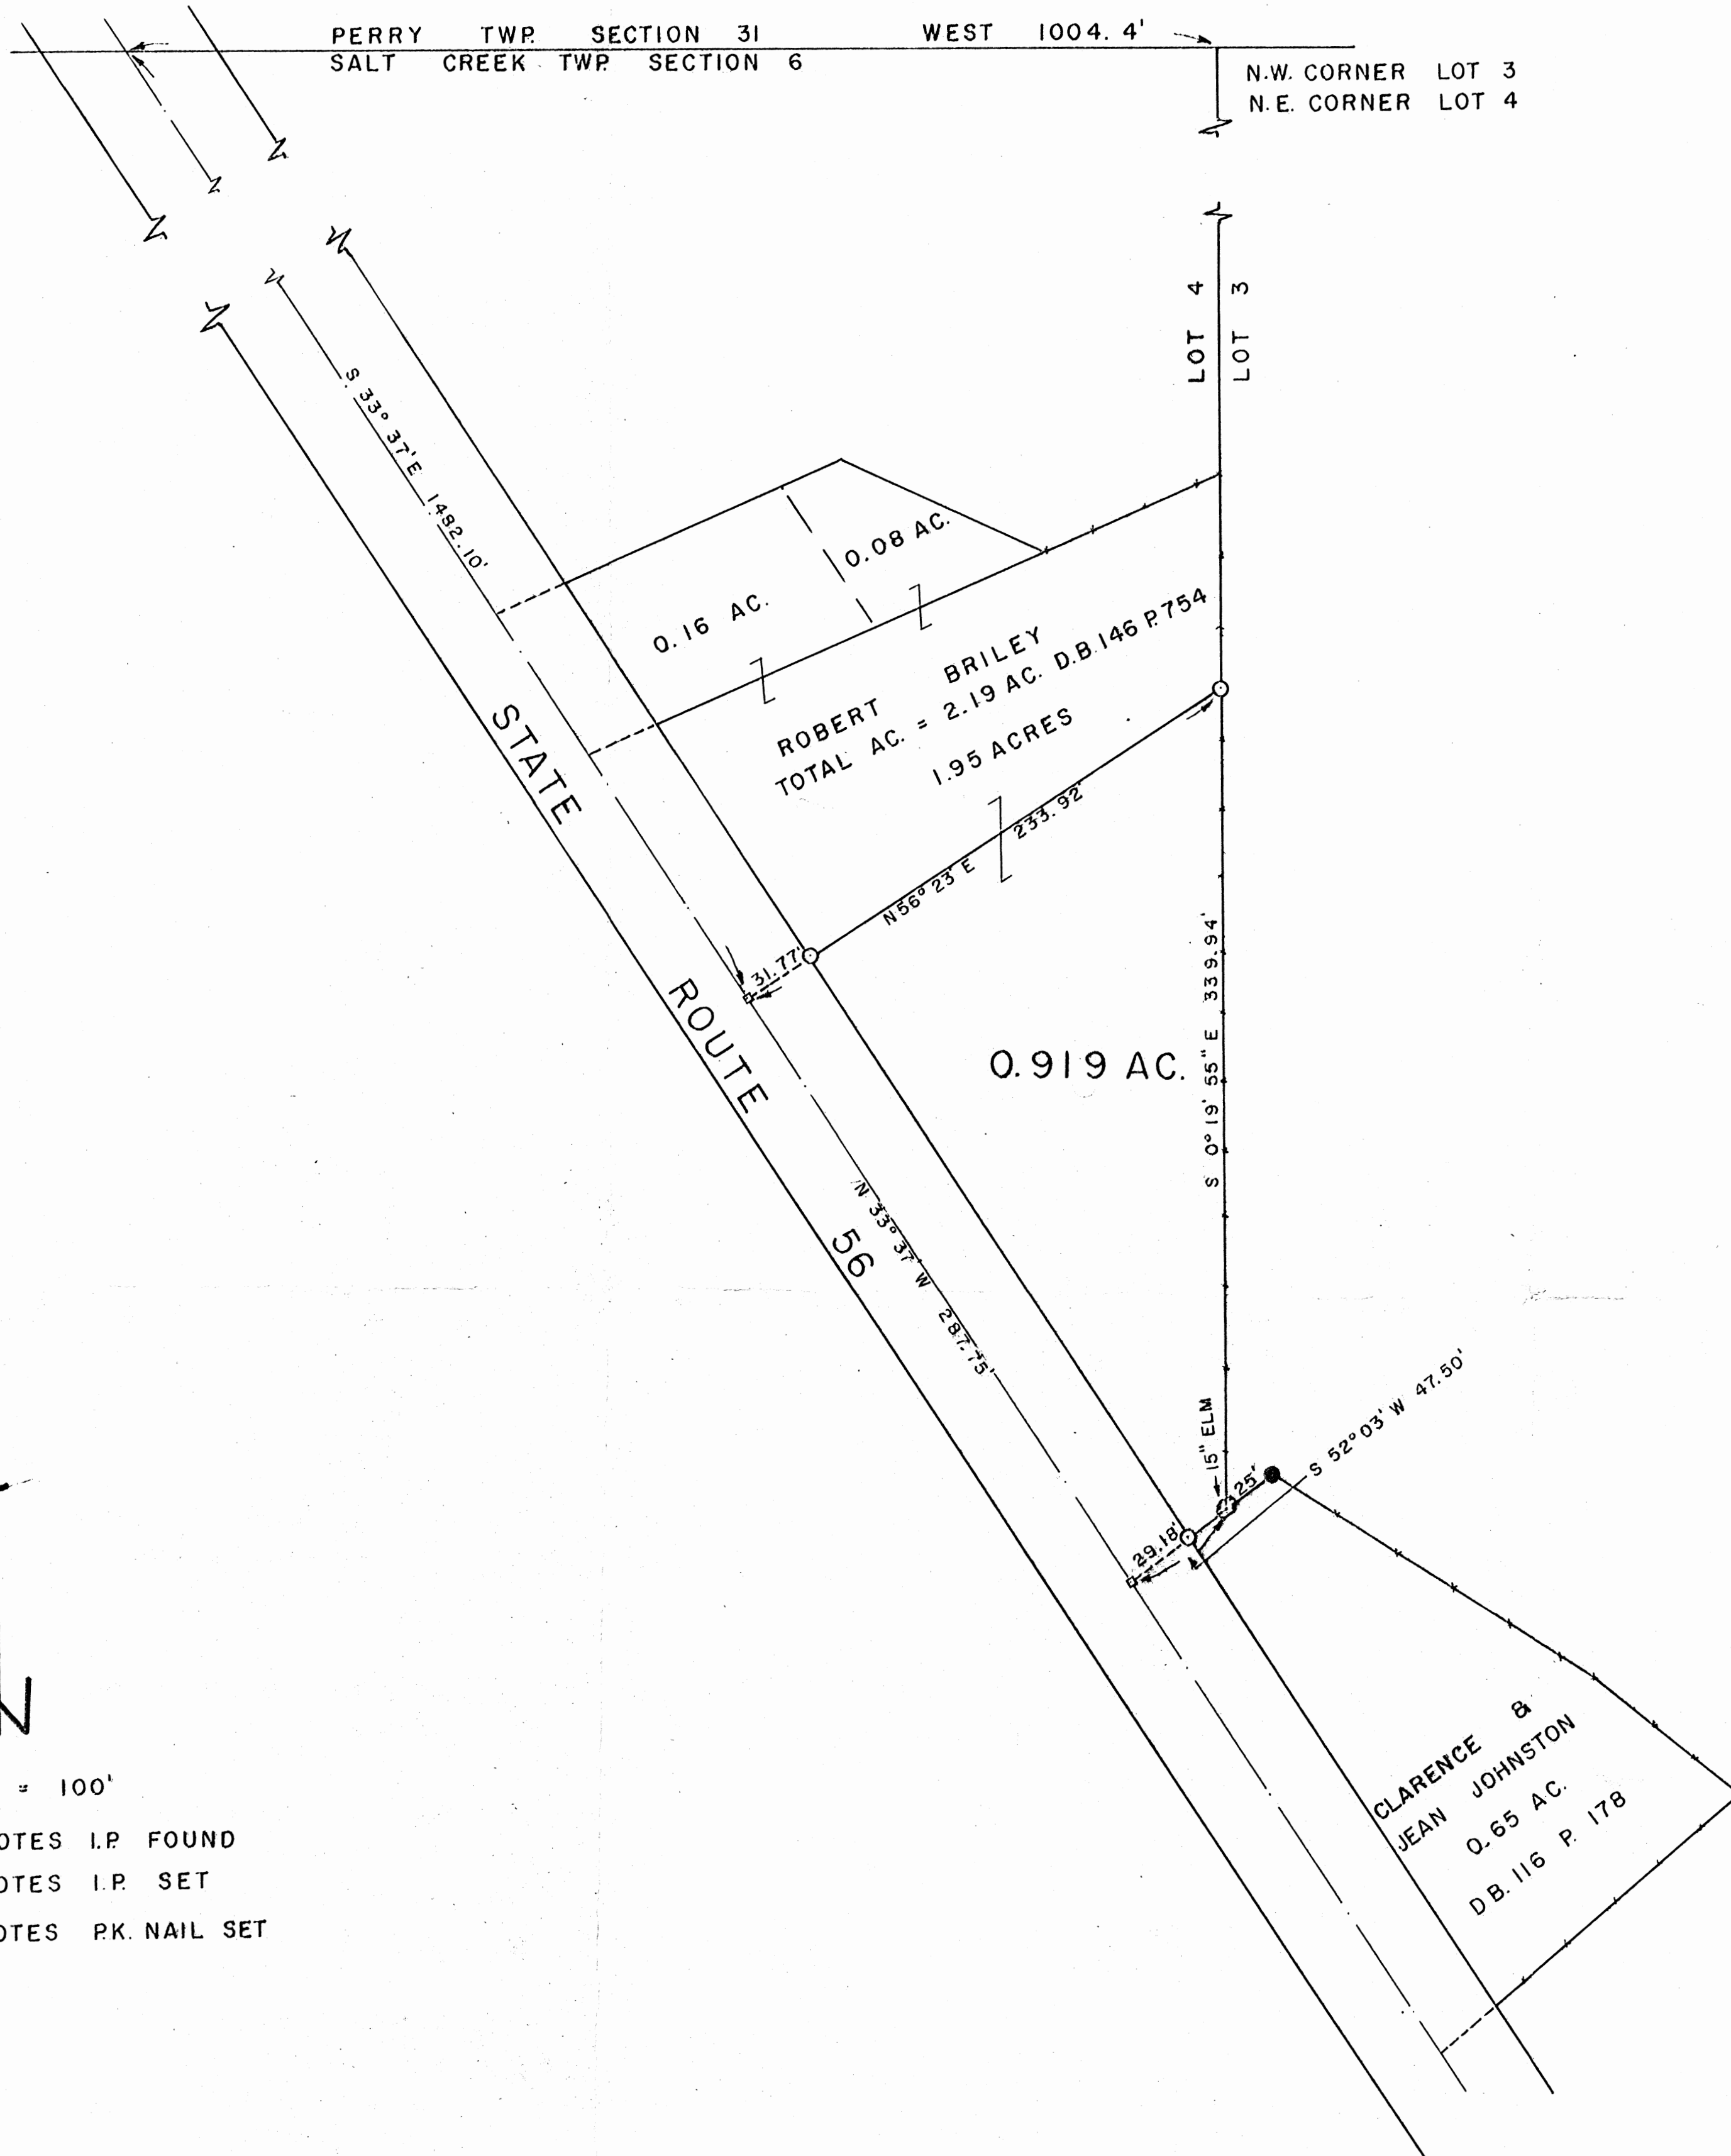 PERRY TWP. SECTION 31 WEST 1004.4'
SALT CREEK TWP. SECTION 6
N.W. CORNER LOT 3
N.E. CORNER LOT 4
LOT 4
LOT 3
S. 33° 37' E 1482.10'
0.08 AC.
0.16 AC.
ROBERT BRILEY
TOTAL AC. = 2.19 AC. D.B. 146 P. 754
1.95 ACRES
N 56° 23' E 233.92'
31.77'
STATE ROUTE 56
0.919 AC.
S 0° 19' 55" E 339.94'
N 33° 37' W 287.75'
15" ELM
S 52° 03' W 47.50'
25'
29.18'
CLARENCE &
JEAN JOHNSTON
0.65 AC.
D.B. 116 P. 178
N
= 100'
OTES I.P. FOUND
OTES I.P. SET
OTES P.K. NAIL SET